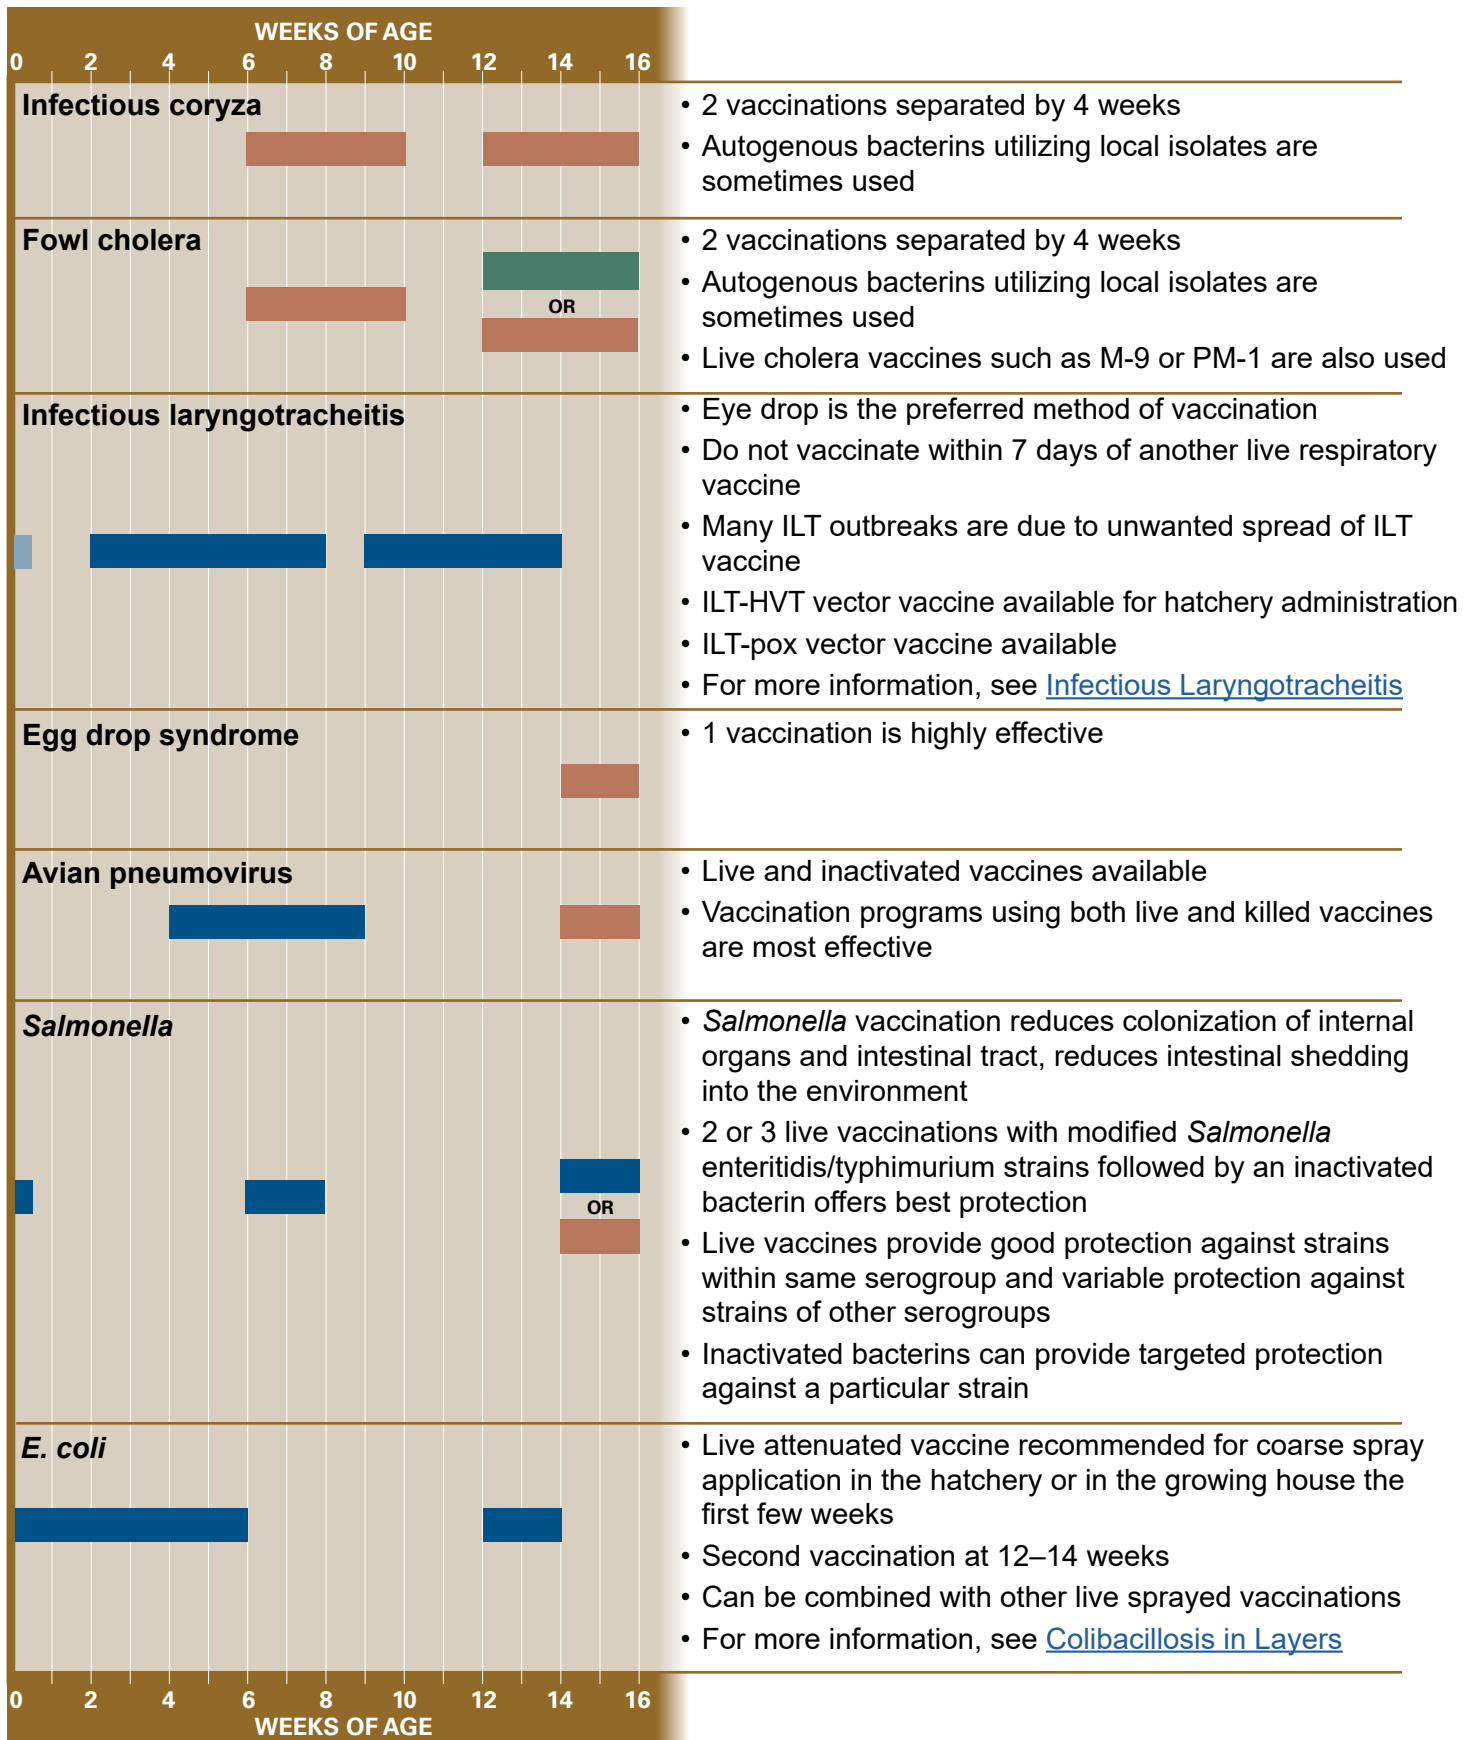 WEEKS OF AGE
0 2 4 6 8 10 12 14 16
Infectious coryza
• 2 vaccinations separated by 4 weeks
• Autogenous bacterins utilizing local isolates are
sometimes used
Fowl cholera
OR
• 2 vaccinations separated by 4 weeks
• Autogenous bacterins utilizing local isolates are
sometimes used
• Live cholera vaccines such as M-9 or PM-1 are also used
Infectious laryngotracheitis
• Eye drop is the preferred method of vaccination
• Do not vaccinate within 7 days of another live respiratory
vaccine
• Many ILT outbreaks are due to unwanted spread of ILT
vaccine
• ILT-HVT vector vaccine available for hatchery administration
• ILT-pox vector vaccine available
• For more information, see Infectious Laryngotracheitis
Egg drop syndrome
• 1 vaccination is highly effective
Avian pneumovirus
• Live and inactivated vaccines available
• Vaccination programs using both live and killed vaccines
are most effective
Salmonella
OR
• Salmonella vaccination reduces colonization of internal
organs and intestinal tract, reduces intestinal shedding
into the environment
• 2 or 3 live vaccinations with modified Salmonella
enteritidis/typhimurium strains followed by an inactivated
bacterin offers best protection
• Live vaccines provide good protection against strains
within same serogroup and variable protection against
strains of other serogroups
• Inactivated bacterins can provide targeted protection
against a particular strain
E. coli
• Live attenuated vaccine recommended for coarse spray
application in the hatchery or in the growing house the
first few weeks
• Second vaccination at 12–14 weeks
• Can be combined with other live sprayed vaccinations
• For more information, see Colibacillosis in Layers
0 2 4 6 8 10 12 14 16
WEEKS OF AGE